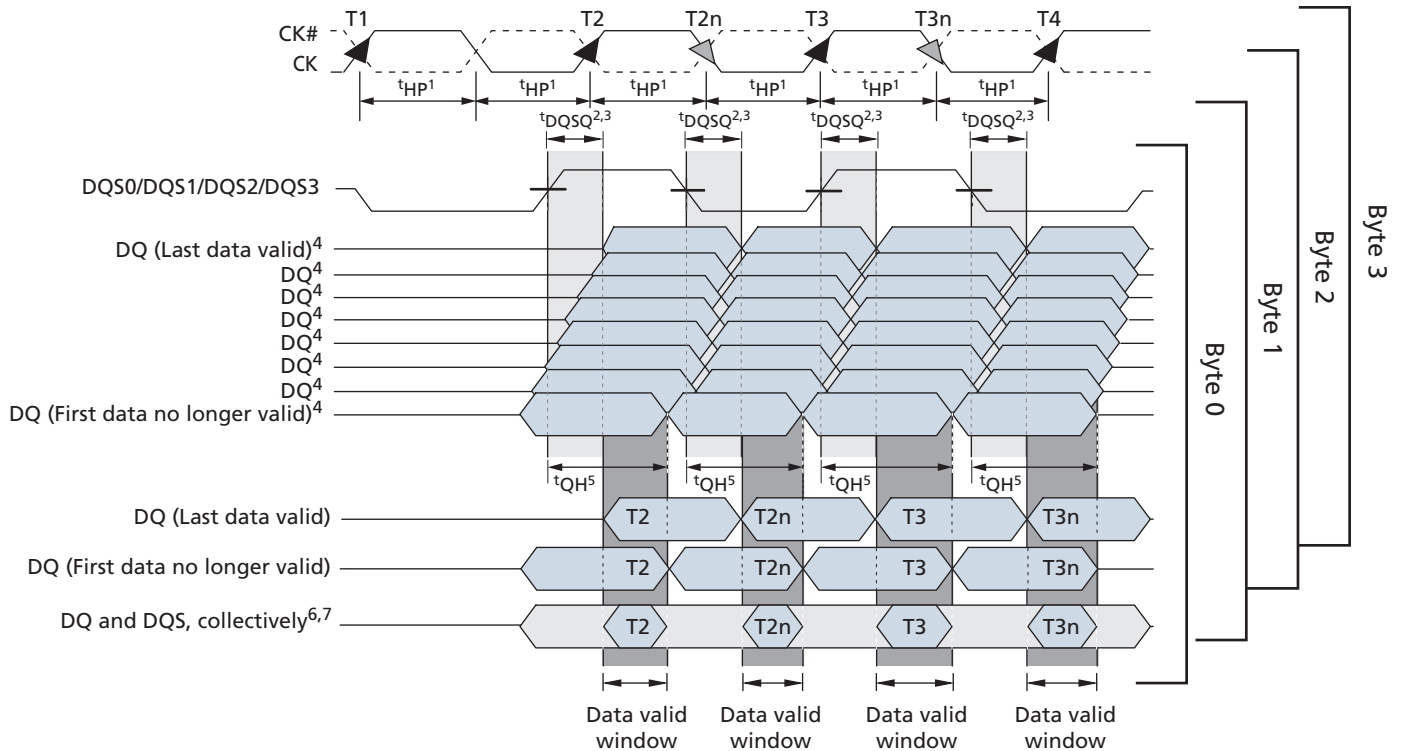 T1 T2 T2n T3 T3n T4
CK#
CK
tHP1 tHP1 tHP1 tHP1 tHP1 tHP1
tDQSQ2,3 tDQSQ2,3 tDQSQ2,3 tDQSQ2,3
DQS0/DQS1/DQS2/DQS3
DQ (Last data valid)4
DQ4
DQ4
DQ4
DQ4
DQ4
DQ4
DQ (First data no longer valid)4
tQH5 tQH5 tQH5 tQH5
DQ (Last data valid) T2 T2n T3 T3n
DQ (First data no longer valid) T2 T2n T3 T3n
DQ and DQS, collectively6,7 T2 T2n T3 T3n
Data valid window
Data valid window
Data valid window
Data valid window
Byte 0
Byte 1
Byte 2
Byte 3